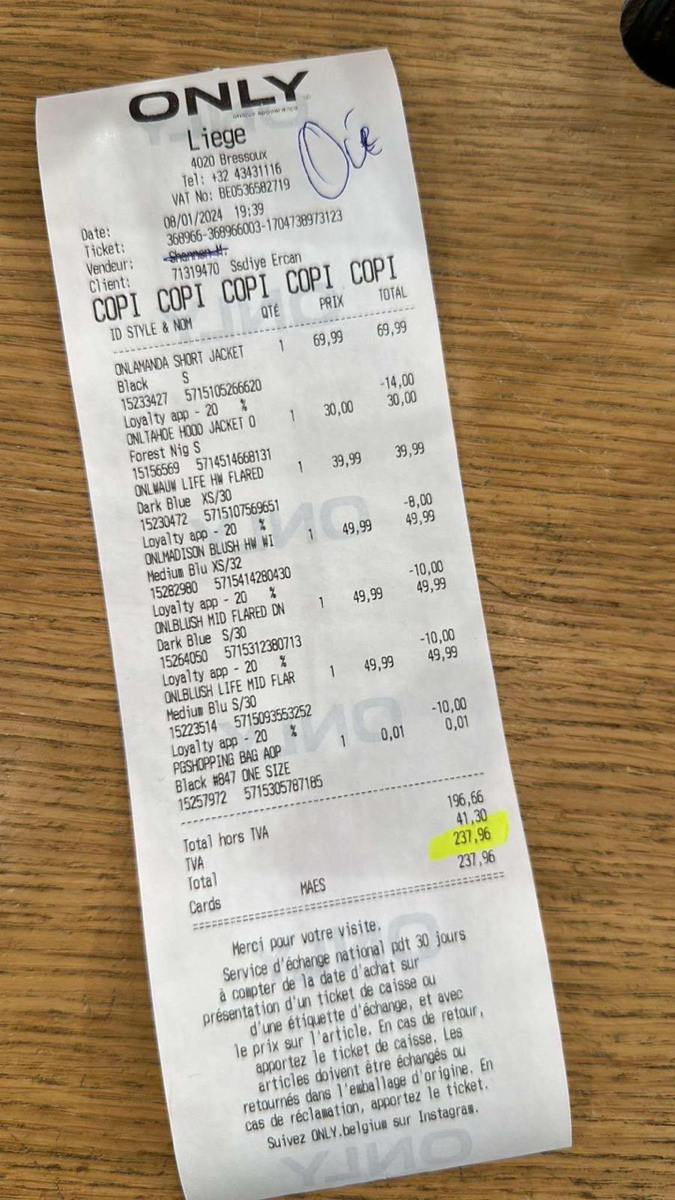 ONLY
Liege
4020 Bressoux
Tel: +32 43431116
VAT No: BE0536582719
Date: 08/01/2024 19:39
Ticket: 368966-368966003-1704738973123
Vendeur: Shannon M.
Client: 71319470 Ssdiye Ercan
COPI COPI COPI COPI COPI
ID STYLE & NOM QTÉ PRIX TOTAL
ONLAMANDA SHORT JACKET 1 69,99 69,99
Black S
15233427 5715105266620
Loyalty app - 20 % -14,00
ONLTAHOE HOOD JACKET O 1 30,00 30,00
Forest Nig S
15156569 5714514668131
ONLWAUW LIFE HW FLARED 1 39,99 39,99
Dark Blue XS/30
15230472 5715107569651
Loyalty app - 20 % -8,00
ONLMADISON BLUSH HW WI 1 49,99 49,99
Medium Blu XS/32
15282980 5715414280430
Loyalty app - 20 % -10,00
ONLBLUSH MID FLARED DN 1 49,99 49,99
Dark Blue S/30
15264050 5715312380713
Loyalty app - 20 % -10,00
ONLBLUSH LIFE MID FLAR 1 49,99 49,99
Medium Blu S/30
15223514 5715093553252
Loyalty app - 20 % -10,00
PGSHOPPING BAG AOP 1 0,01 0,01
Black #847 ONE SIZE
15257972 5715305787185
Total hors TVA 196,66
TVA 41,30
Total 237,96
Cards MAES 237,96
Merci pour votre visite.
Service d'échange national pdt 30 jours
à compter de la date d'achat sur
présentation d'un ticket de caisse ou
d'une étiquette d'échange, et avec
le prix sur l'article. En cas de retour,
apportez le ticket de caisse. Les
articles doivent être échangés ou
retournés dans l'emballage d'origine. En
cas de réclamation, apportez le ticket.
Suivez ONLY.belgium sur Instagram.